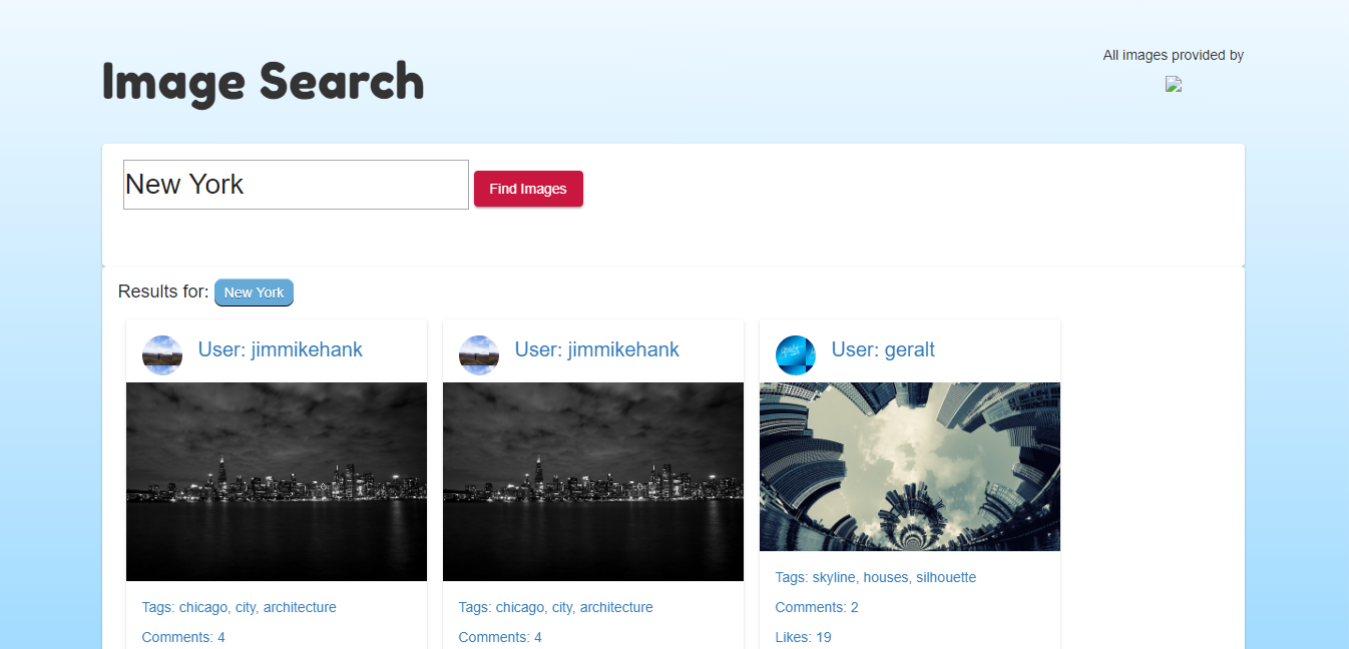 All images provided by
Image Search
New York
Find Images
Results for: New York
User: jimmikehank
Tags: chicago, city, architecture
Comments: 4
User: jimmikehank
Tags: chicago, city, architecture
Comments: 4
User: geralt
Tags: skyline, houses, silhouette
Comments: 2
Likes: 19